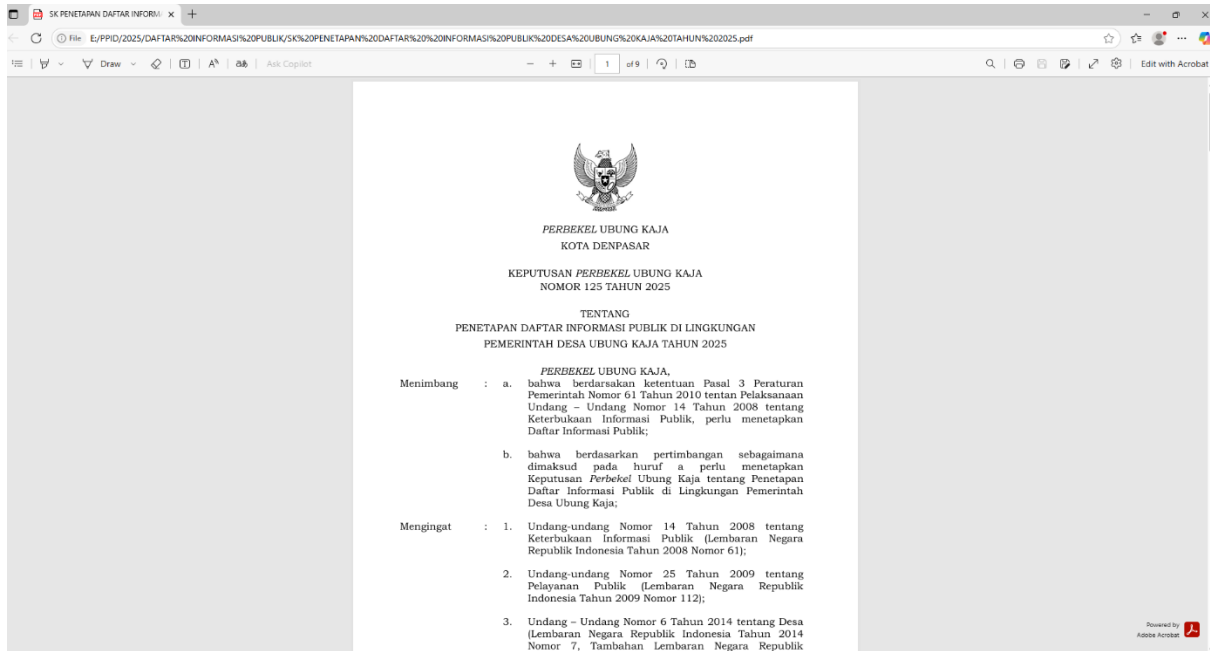 SK PENETAPAN DAFTAR INFORM
File E:/PPID/2025/DAFTAR%20INFORMASI%20PUBLIK/SK%20PENETAPAN%20DAFTAR%20%20INFORMASI%20PUBLIK%20DESA%20UBUNG%20KAJA%20TAHUN%202025.pdf
Draw Ask Copilot 1 of 9 Edit with Acrobat
PERBEKEL UBUNG KAJA
KOTA DENPASAR
KEPUTUSAN PERBEKEL UBUNG KAJA
NOMOR 125 TAHUN 2025
TENTANG
PENETAPAN DAFTAR INFORMASI PUBLIK DI LINGKUNGAN
PEMERINTAH DESA UBUNG KAJA TAHUN 2025
PERBEKEL UBUNG KAJA,
Menimbang : a. bahwa berdarsakan ketentuan Pasal 3 Peraturan
Pemerintah Nomor 61 Tahun 2010 tentan Pelaksanaan
Undang – Undang Nomor 14 Tahun 2008 tentang
Keterbukaan Informasi Publik, perlu menetapkan
Daftar Informasi Publik;
b. bahwa berdasarkan pertimbangan sebagaimana
dimaksud pada huruf a perlu menetapkan
Keputusan Perbekel Ubung Kaja tentang Penetapan
Daftar Informasi Publik di Lingkungan Pemerintah
Desa Ubung Kaja;
Mengingat : 1. Undang-undang Nomor 14 Tahun 2008 tentang
Keterbukaan Informasi Publik (Lembaran Negara
Republik Indonesia Tahun 2008 Nomor 61);
2. Undang-undang Nomor 25 Tahun 2009 tentang
Pelayanan Publik (Lembaran Negara Republik
Indonesia Tahun 2009 Nomor 112);
3. Undang – Undang Nomor 6 Tahun 2014 tentang Desa
(Lembaran Negara Republik Indonesia Tahun 2014
Nomor 7, Tambahan Lembaran Negara Republik
Powered by
Adobe Acrobat